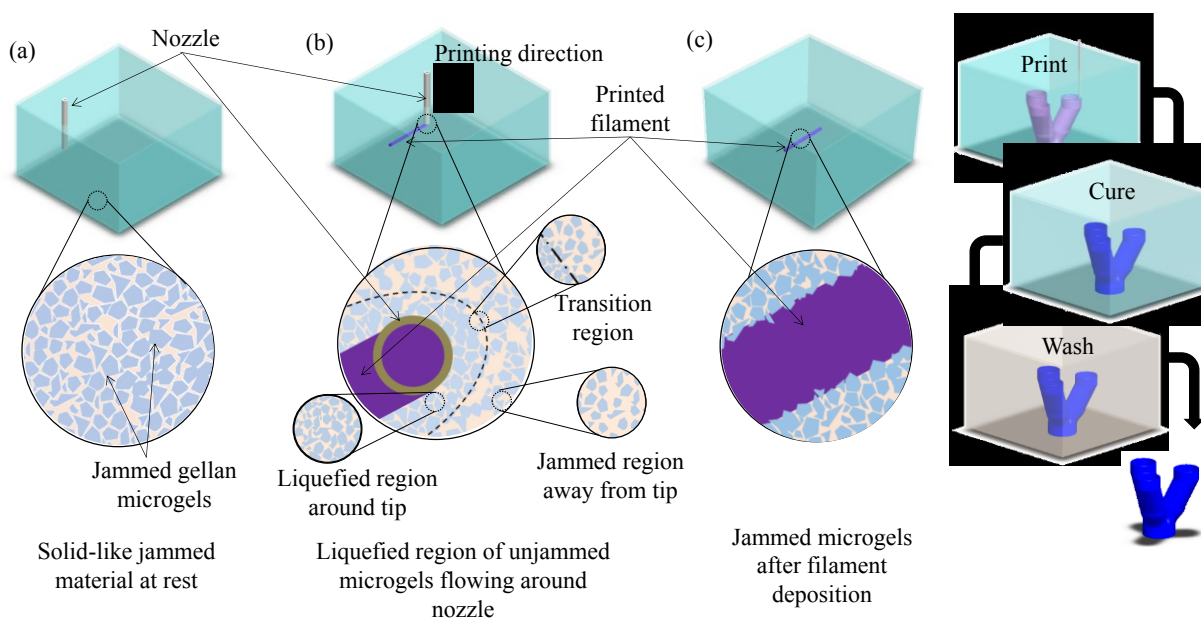 (a)
Nozzle
(b)
Printing direction
(c)
Printed
filament
Print
Cure
Wash
Transition
region
Jammed gellan
microgels
Liquefied region
around tip
Jammed region
away from tip
Solid-like jammed
material at rest
Liquefied region of unjammed
microgels flowing around
nozzle
Jammed microgels
after filament
deposition